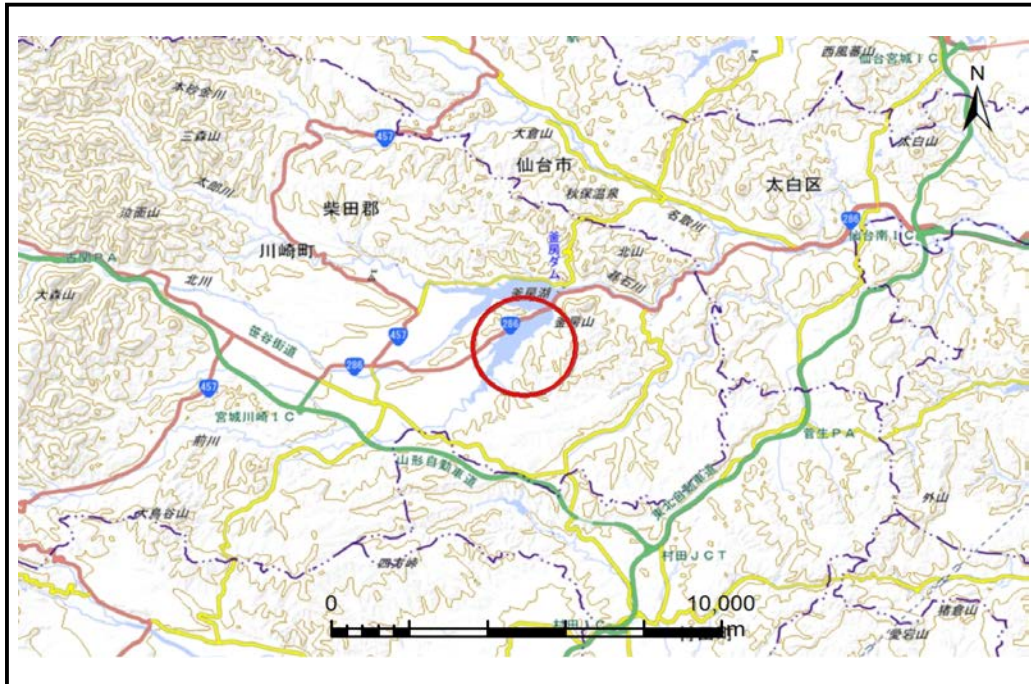 西風蕃山
仙台宮城IC
N
本砂金川
457
大倉山
三森山
仙台市
太白山
秋保温泉
太白区
太郎川
柴田郡
名取川
286
釜房ダム
北山
仙台南IC
川崎町
碁石川
古関PA
北川
釜房湖
大森山
286
釜房山
457
笹谷街道
286
457
宮城川崎IC
菅生PA
前川
山形自動車道
東北自動車道
外山
大鳥谷山
村田JCT
四方峠
0
10,000
m
猪倉山
村田IC
愛宕山